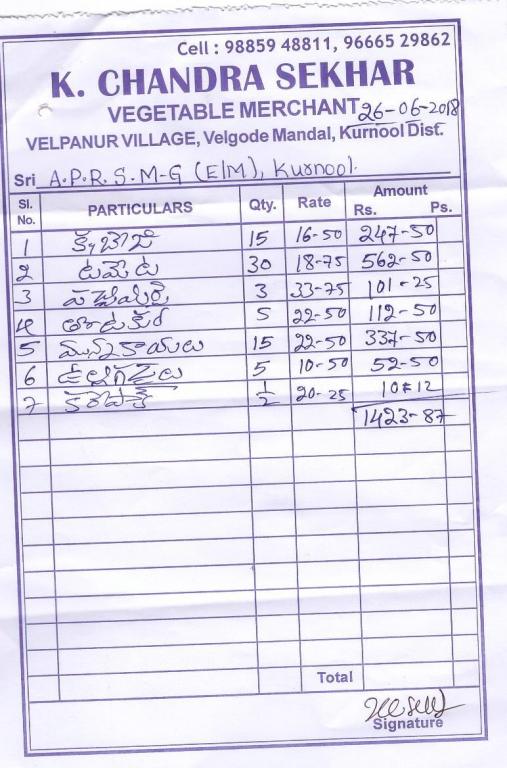 Cell : 98859 48811, 96665 29862
K. CHANDRA SEKHAR
VEGETABLE MERCHANT 26-06-2018
VELPANUR VILLAGE, Velgode Mandal, Kurnool Dist.
Sri A.P.R.S.M-G (E/M), Kurnool.
Sl. No. PARTICULARS Qty. Rate Amount Rs. Ps.
1 15 16-50 247-50
2 టమేట 30 18-75 562-50
3 పచ్చిమిర్చి 3 33-75 101-25
4 5 22-50 112-50
5 మునగకాయలు 15 22-50 337-50
6 ఉల్లిగడ్డలు 5 10-50 52-50
7 కరేపాక్ 1/2 20-25 10-12
1423-87
Total
Signature